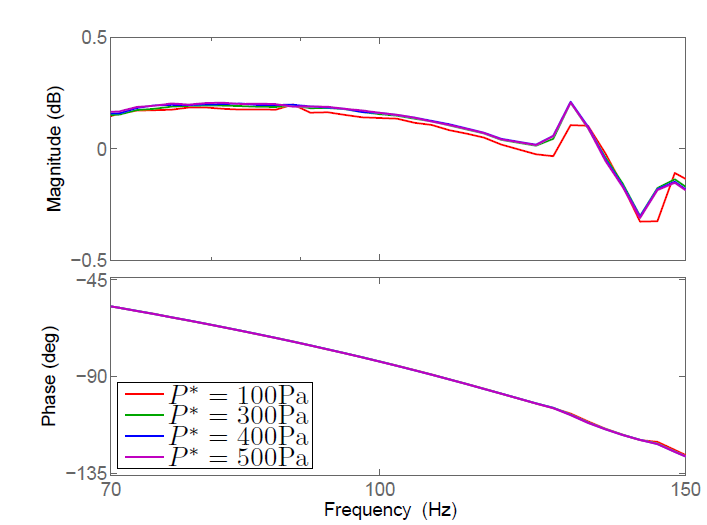 0.5
0
−0.5
Magnitude (dB)
−45
−90
−135
Phase (deg)
P* = 100Pa
P* = 300Pa
P* = 400Pa
P* = 500Pa
70
100
150
Frequency (Hz)